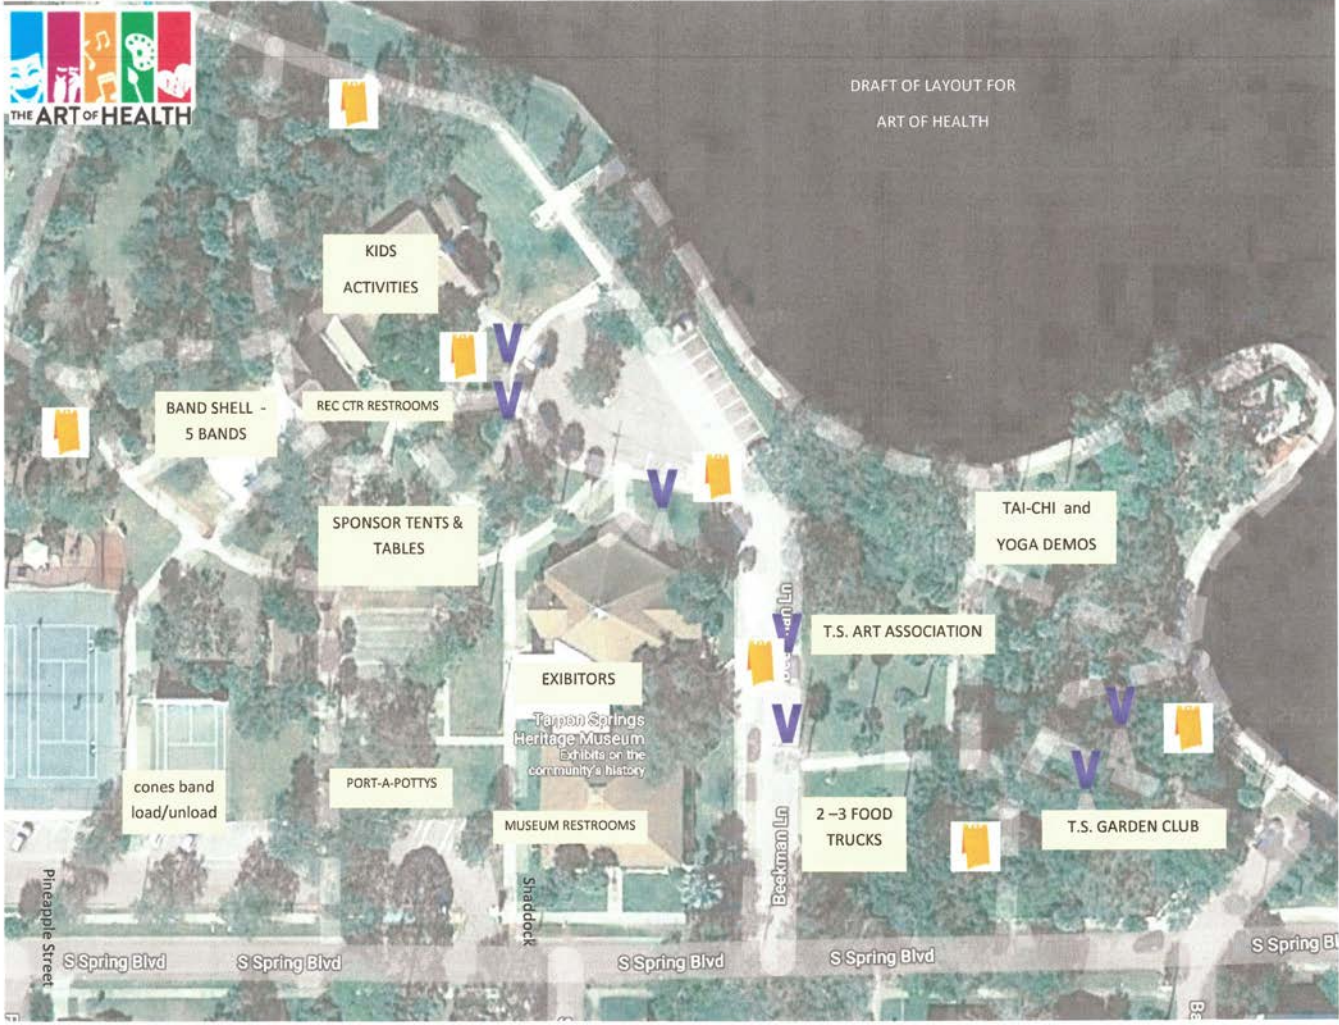 THE ART OF HEALTH
DRAFT OF LAYOUT FOR
ART OF HEALTH
KIDS
ACTIVITIES
BAND SHELL -
5 BANDS
REC CTR RESTROOMS
SPONSOR TENTS &
TABLES
TAI-CHI and
YOGA DEMOS
T.S. ART ASSOCIATION
EXIBITORS
Tarpon Springs
Heritage Museum
Exhibits on the
community's history
cones band
load/unload
PORT-A-POTTYS
MUSEUM RESTROOMS
2 –3 FOOD
TRUCKS
T.S. GARDEN CLUB
V
V
V
V
V
V
V
Beekman Ln
Pineapple Street
Shaddock
S Spring Blvd
S Spring Blvd
S Spring Blvd
S Spring Blvd
S Spring Bl
Ba